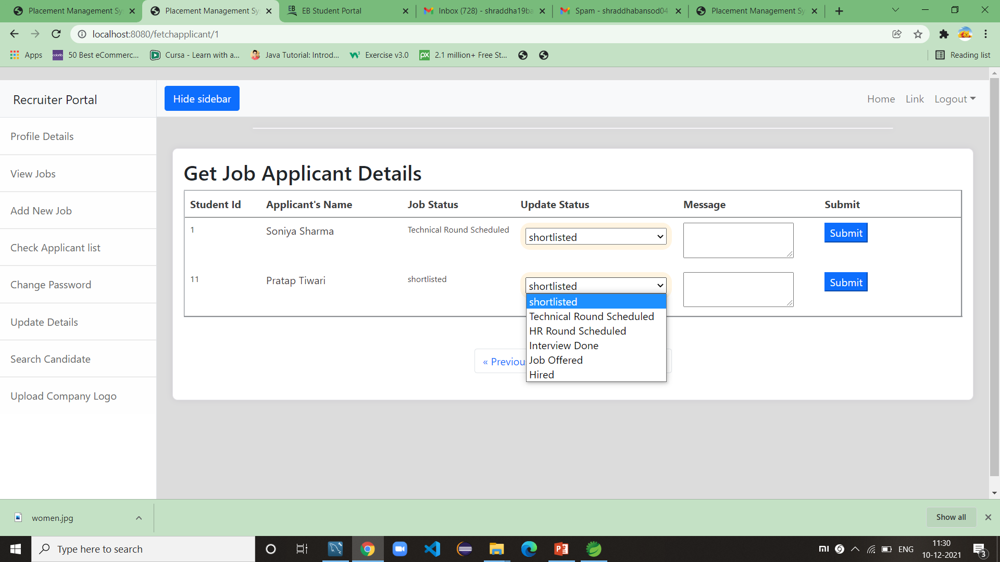 Placement Management Sy
Placement Management Sy
EB Student Portal
Inbox (728) - shraddha19ba
Spam - shraddhabansod04
Placement Management Sy
localhost:8080/fetchapplicant/1
Apps
50 Best eCommerc...
Cursa - Learn with a...
Java Tutorial: Introd...
Exercise v3.0
2.1 million+ Free St...
Reading list
Recruiter Portal
Hide sidebar
Home
Link
Logout
Profile Details
View Jobs
Add New Job
Check Applicant list
Change Password
Update Details
Search Candidate
Upload Company Logo
Get Job Applicant Details
Student Id Applicant's Name Job Status Update Status Message Submit
1 Soniya Sharma Technical Round Scheduled shortlisted Submit
11 Pratap Tiwari shortlisted shortlisted Submit
shortlisted
Technical Round Scheduled
HR Round Scheduled
Interview Done
Job Offered
Hired
« Previou
women.jpg
Show all
Type here to search
ENG
11:30
10-12-2021
3